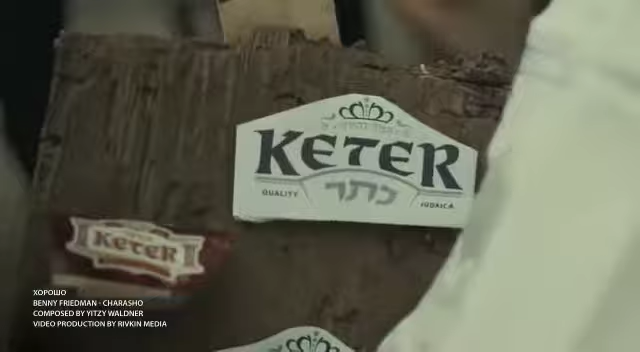 KETER
QUALITY כתר JUDAICA
KETER
ХОРОШО
BENNY FRIEDMAN - CHARASHO
COMPOSED BY YITZY WALDNER
VIDEO PRODUCTION BY RIVKIN MEDIA